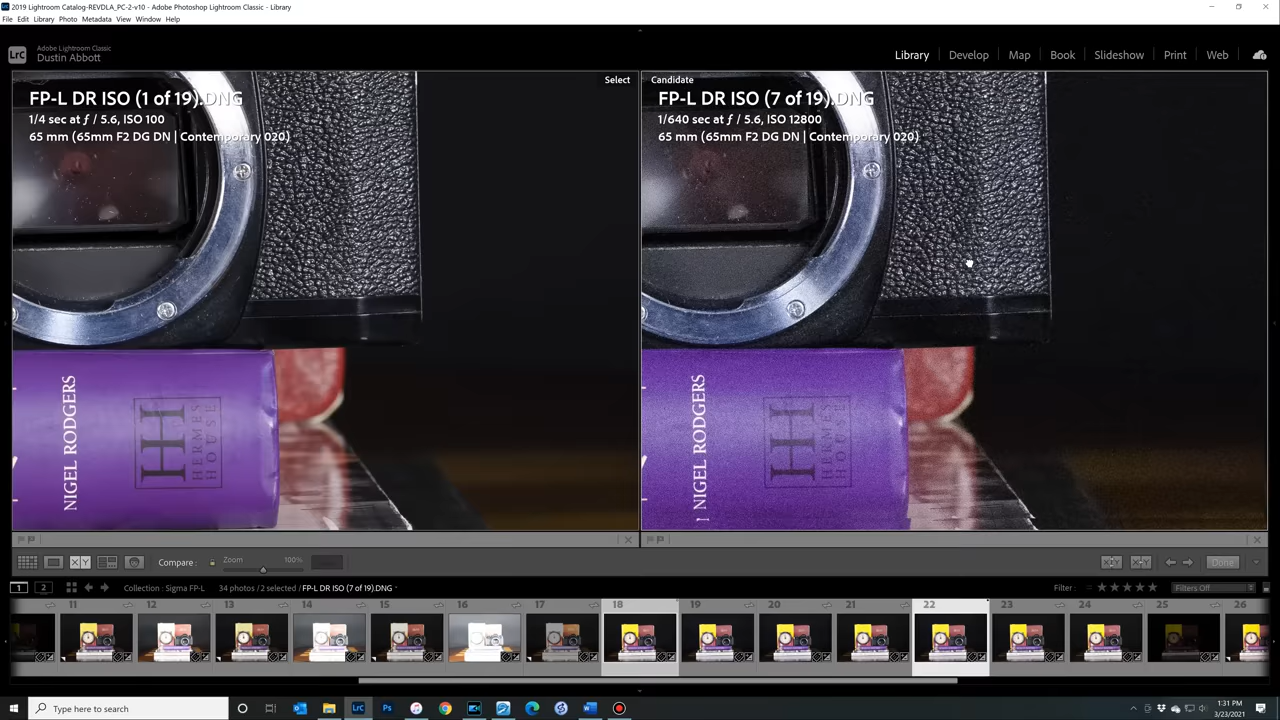 2019 Lightroom Catalog-REVDLA_PC-2-v10 - Adobe Photoshop Lightroom Classic - Library
File Edit Library Photo Metadata View Window Help
LrC
Adobe Lightroom Classic
Dustin Abbott
Library Develop Map Book Slideshow Print Web
Select
FP-L DR ISO (1 of 19).DNG
1/4 sec at ƒ / 5.6, ISO 100
65 mm (65mm F2 DG DN | Contemporary 020)
NIGEL RODGERS
HH
HERMES
HOUSE
Candidate
FP-L DR ISO (7 of 19).DNG
1/640 sec at ƒ / 5.6, ISO 12800
65 mm (65mm F2 DG DN | Contemporary 020)
NIGEL RODGERS
HH
HERMES
HOUSE
XY Compare : Zoom 100%
Done
1 2 Collection : Sigma FP-L 34 photos / 2 selected / FP-L DR ISO (7 of 19).DNG
Filter : Filters Off
11 12 13 14 15 16 17 18 19 20 21 22 23 24 25 26
Type here to search
LrC
Ps
1:31 PM
3/23/2021